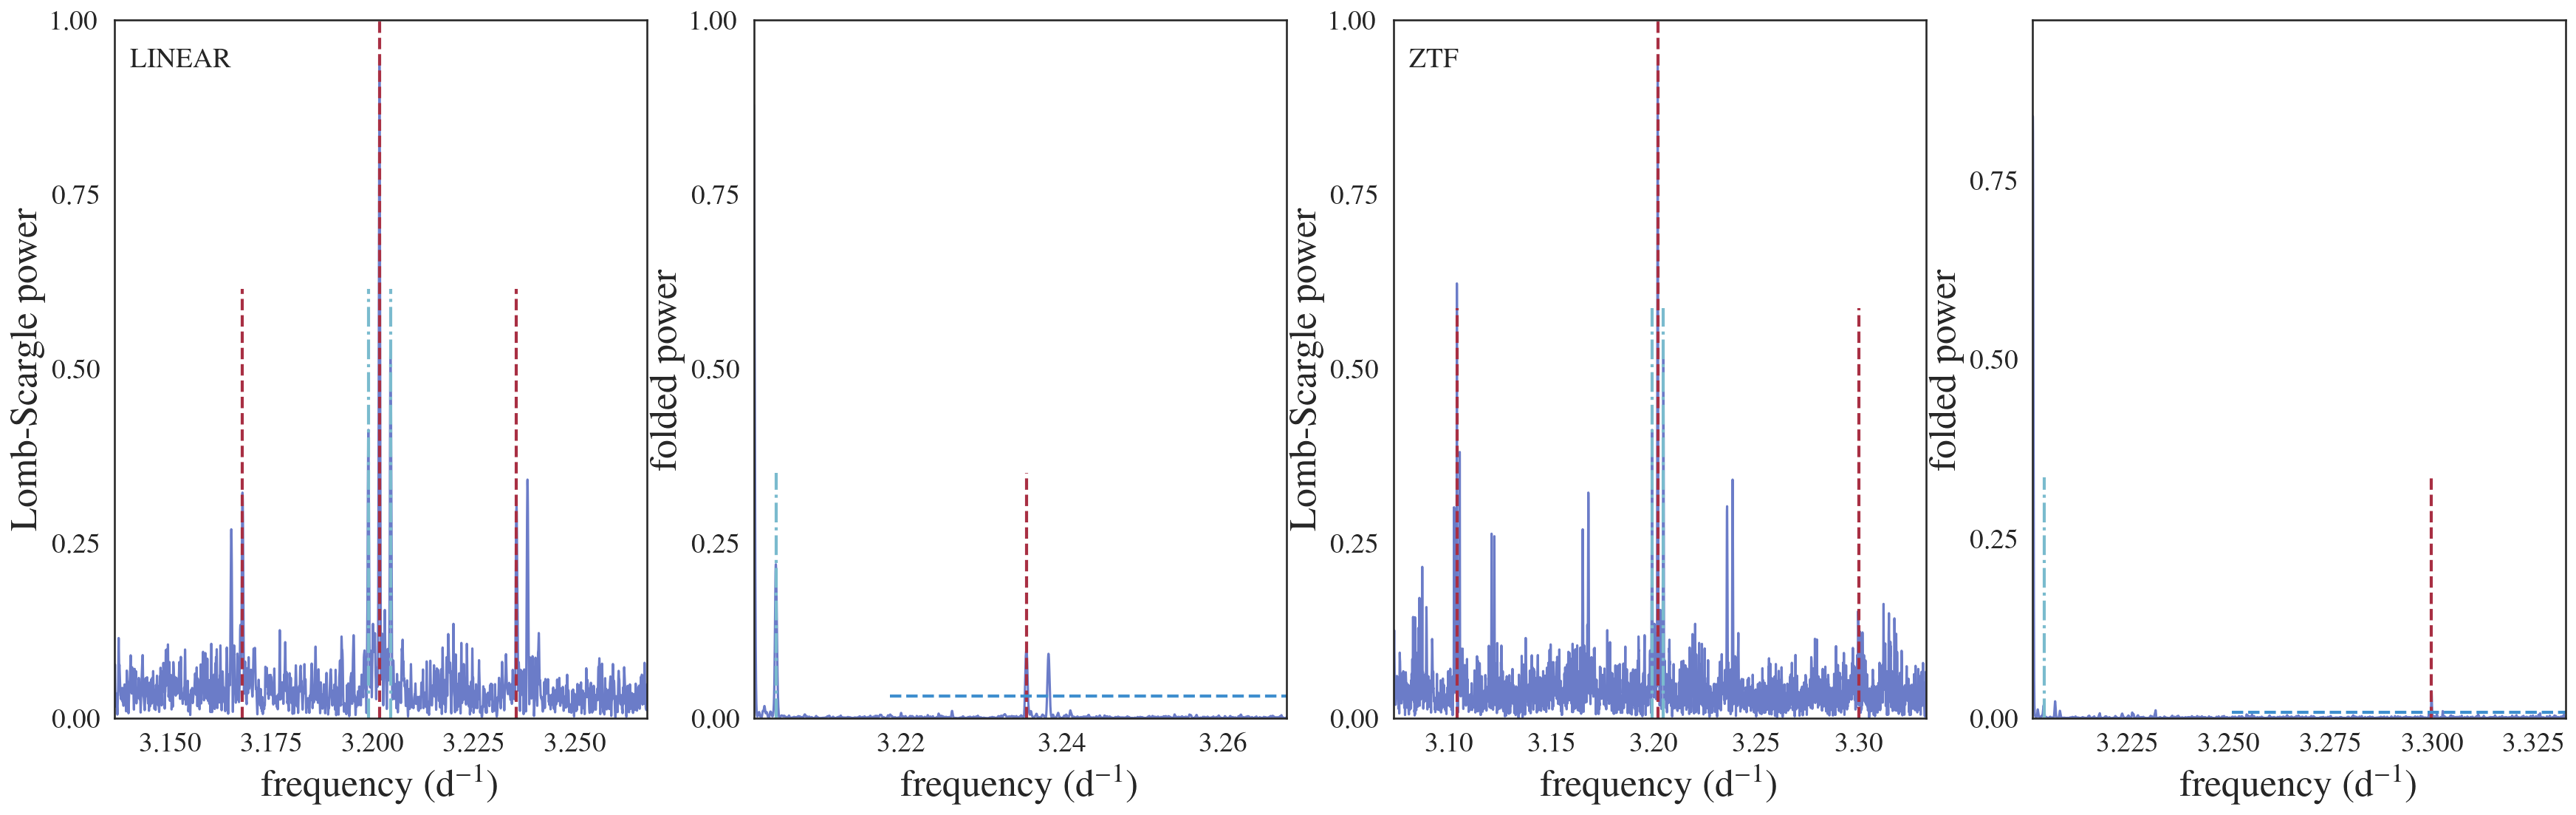 LINEAR
Lomb-Scargle power
1.00
0.75
0.50
0.25
0.00
3.150 3.175 3.200 3.225 3.250
frequency (d⁻¹)
folded power
1.00
0.75
0.50
0.25
0.00
3.22 3.24 3.26
frequency (d⁻¹)
ZTF
Lomb-Scargle power
1.00
0.75
0.50
0.25
0.00
3.10 3.15 3.20 3.25 3.30
frequency (d⁻¹)
folded power
0.75
0.50
0.25
0.00
3.225 3.250 3.275 3.300 3.325
frequency (d⁻¹)